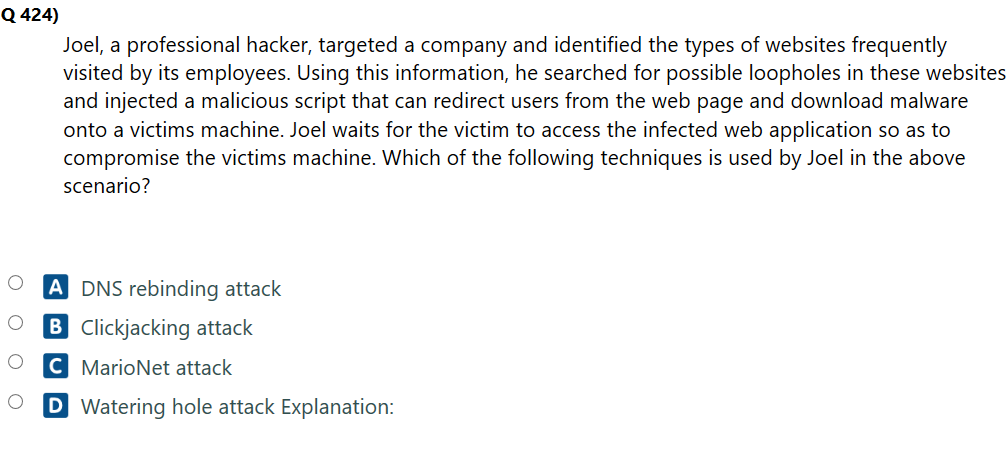 Q 424)
Joel, a professional hacker, targeted a company and identified the types of websites frequently
visited by its employees. Using this information, he searched for possible loopholes in these websites
and injected a malicious script that can redirect users from the web page and download malware
onto a victims machine. Joel waits for the victim to access the infected web application so as to
compromise the victims machine. Which of the following techniques is used by Joel in the above
scenario?
A DNS rebinding attack
B Clickjacking attack
C MarioNet attack
D Watering hole attack Explanation: